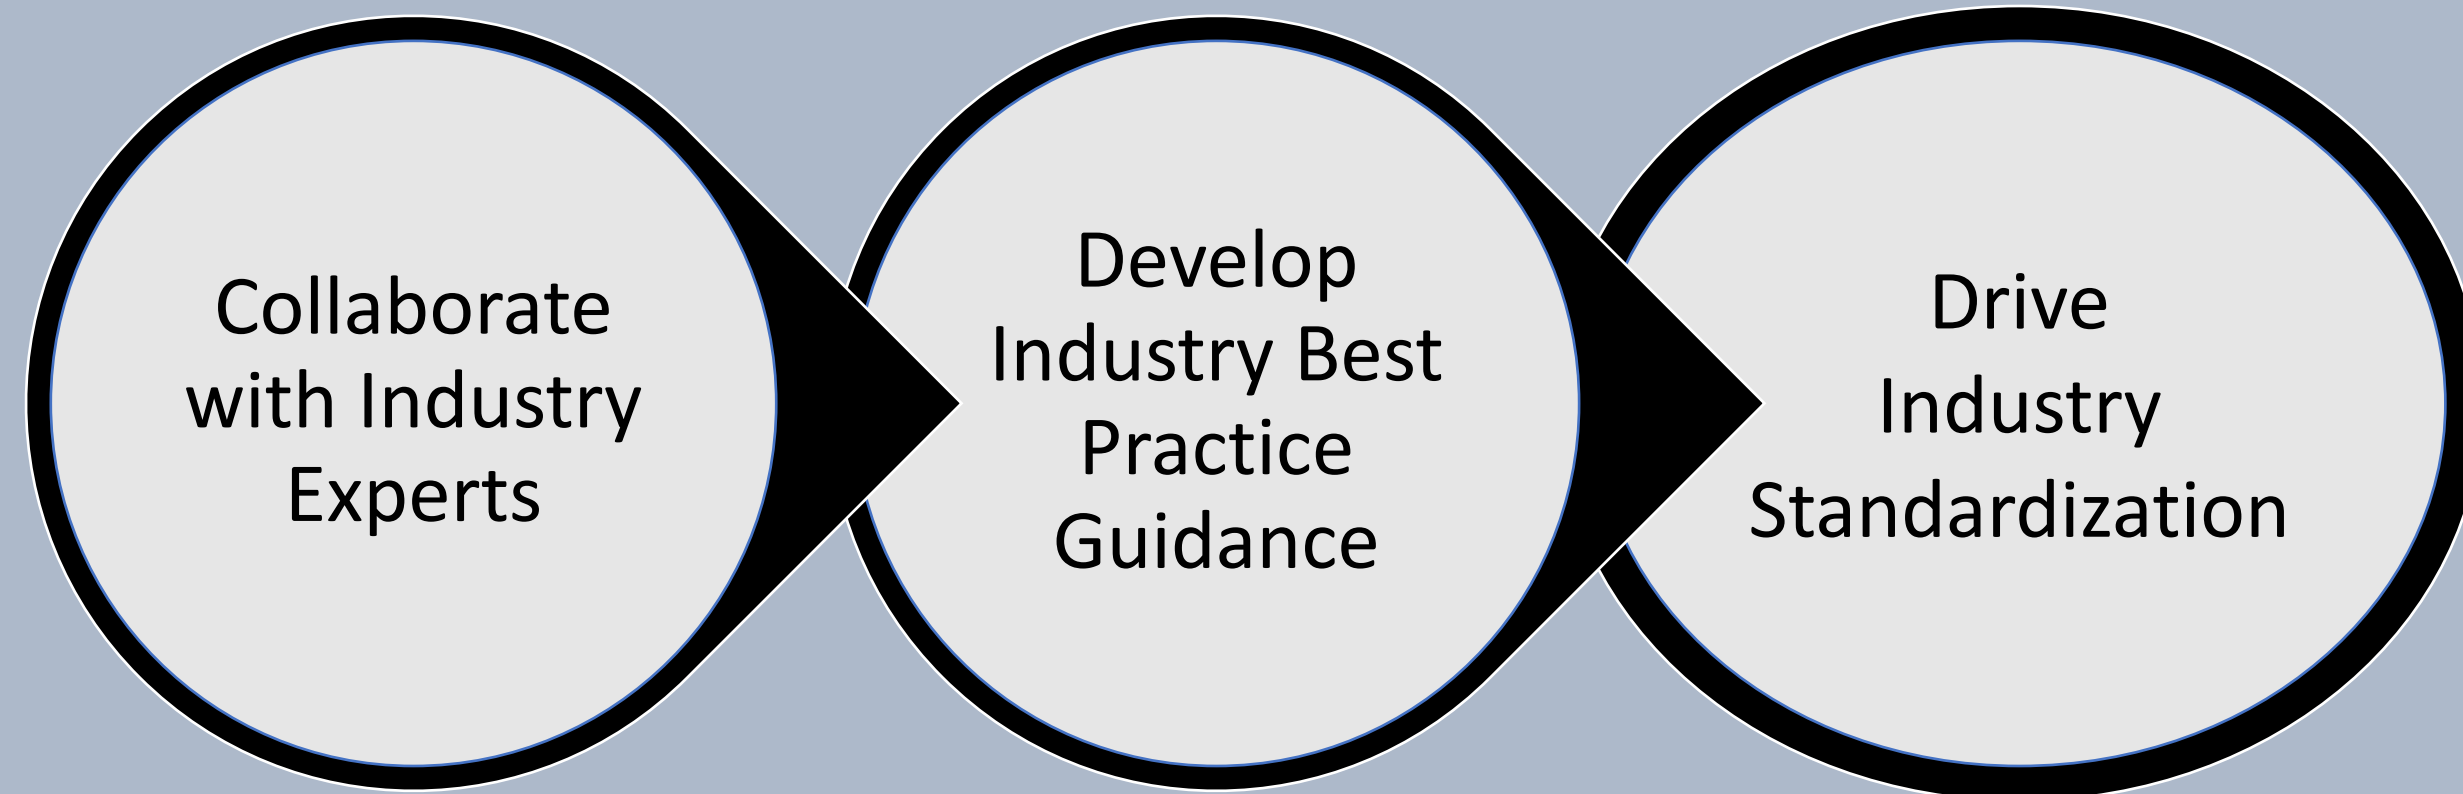 Collaborate
with Industry
Experts
Develop
Industry Best
Practice
Guidance
Drive
Industry
Standardization